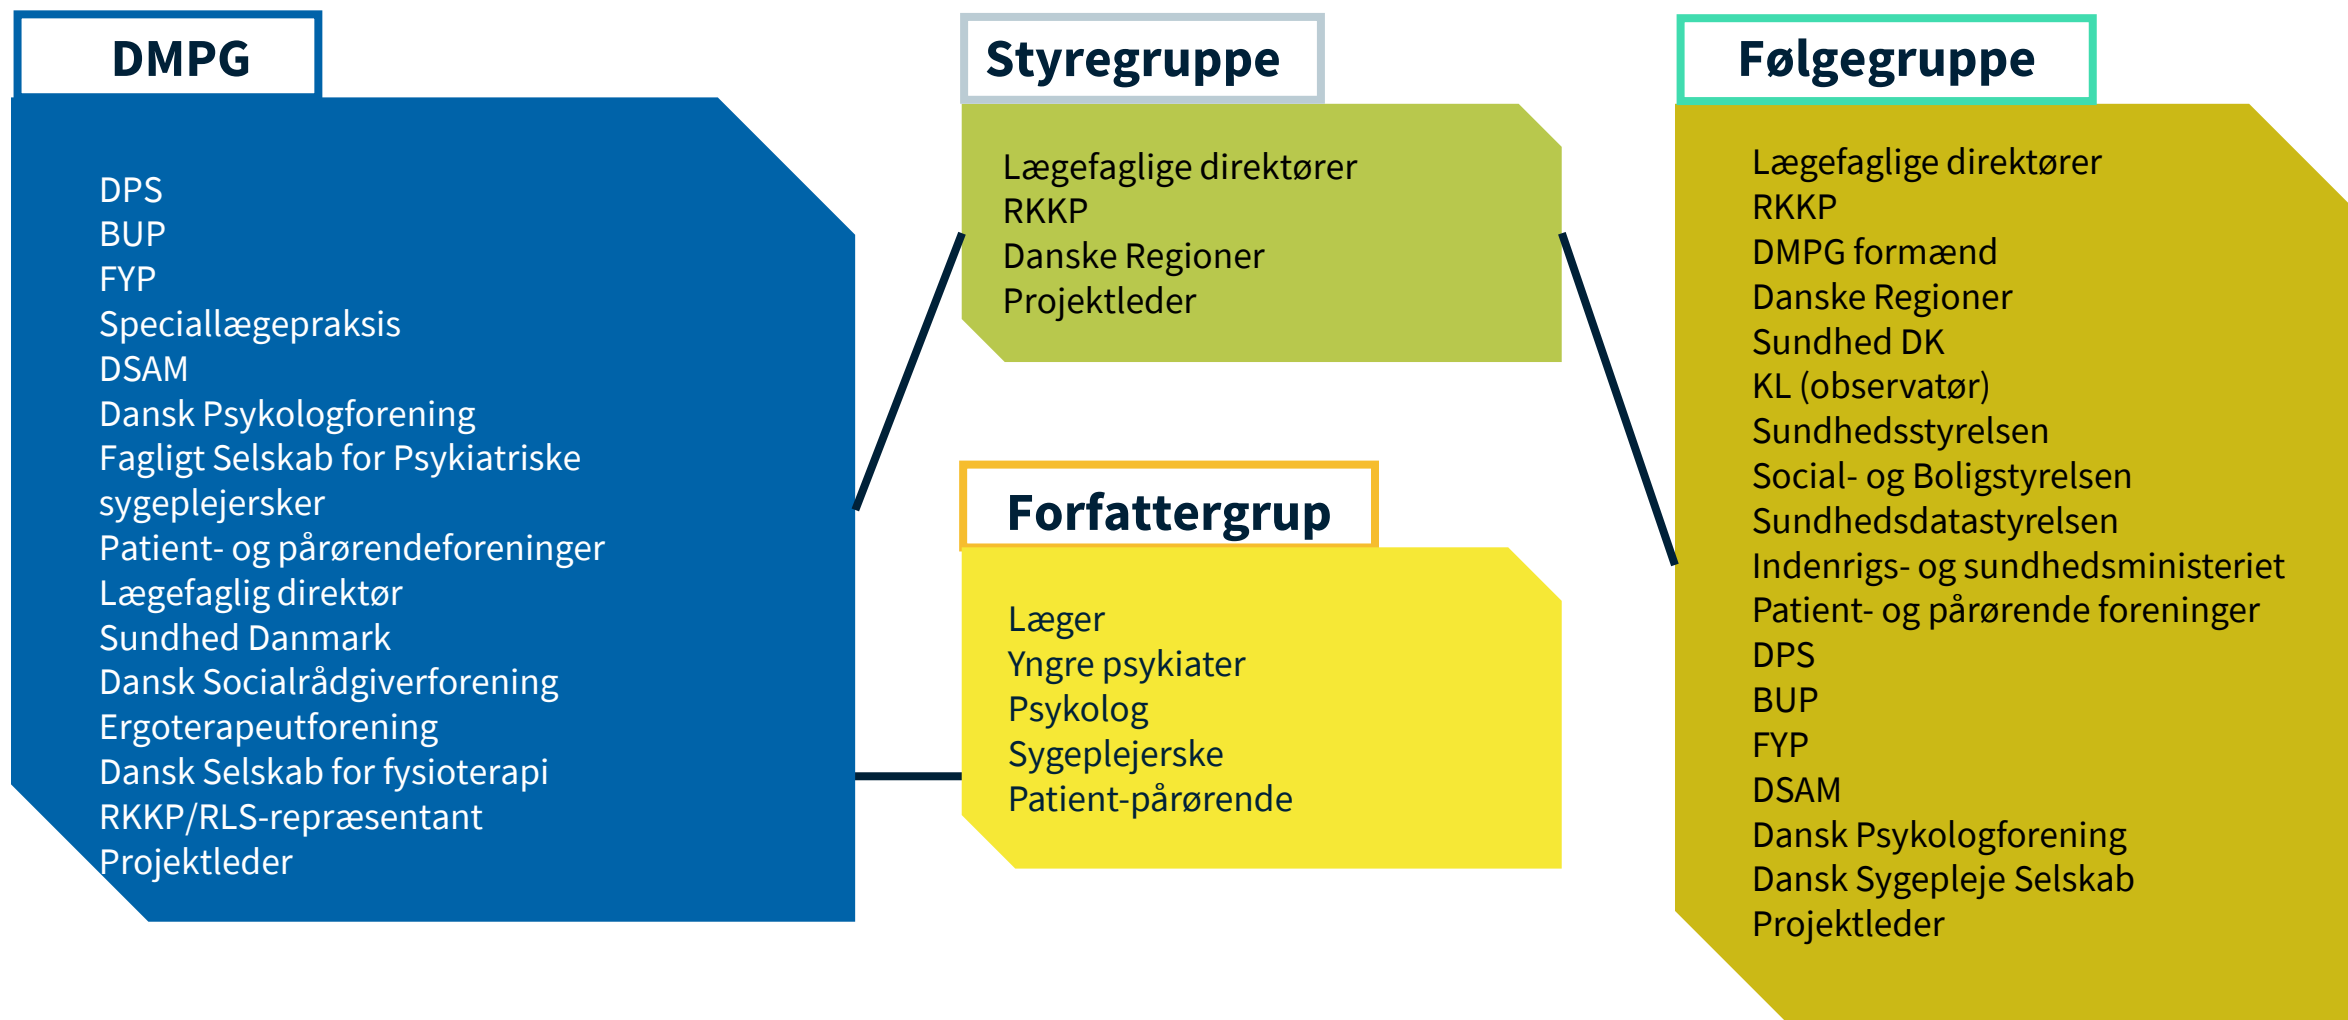 DMPG
DPS
BUP
FYP
Speciallægepraksis
DSAM
Dansk Psykologforening
Fagligt Selskab for Psykiatriske
sygeplejersker
Patient- og pårørendeforeninger
Lægefaglig direktør
Sundhed Danmark
Dansk Socialrådgiverforening
Ergoterapeutforening
Dansk Selskab for fysioterapi
RKKP/RLS-repræsentant
Projektleder
Styregruppe
Lægefaglige direktører
RKKP
Danske Regioner
Projektleder
Forfattergrup
Læger
Yngre psykiater
Psykolog
Sygeplejerske
Patient-pårørende
Følgegruppe
Lægefaglige direktører
RKKP
DMPG formænd
Danske Regioner
Sundhed DK
KL (observatør)
Sundhedsstyrelsen
Social- og Boligstyrelsen
Sundhedsdatastyrelsen
Indenrigs- og sundhedsministeriet
Patient- og pårørende foreninger
DPS
BUP
FYP
DSAM
Dansk Psykologforening
Dansk Sygepleje Selskab
Projektleder